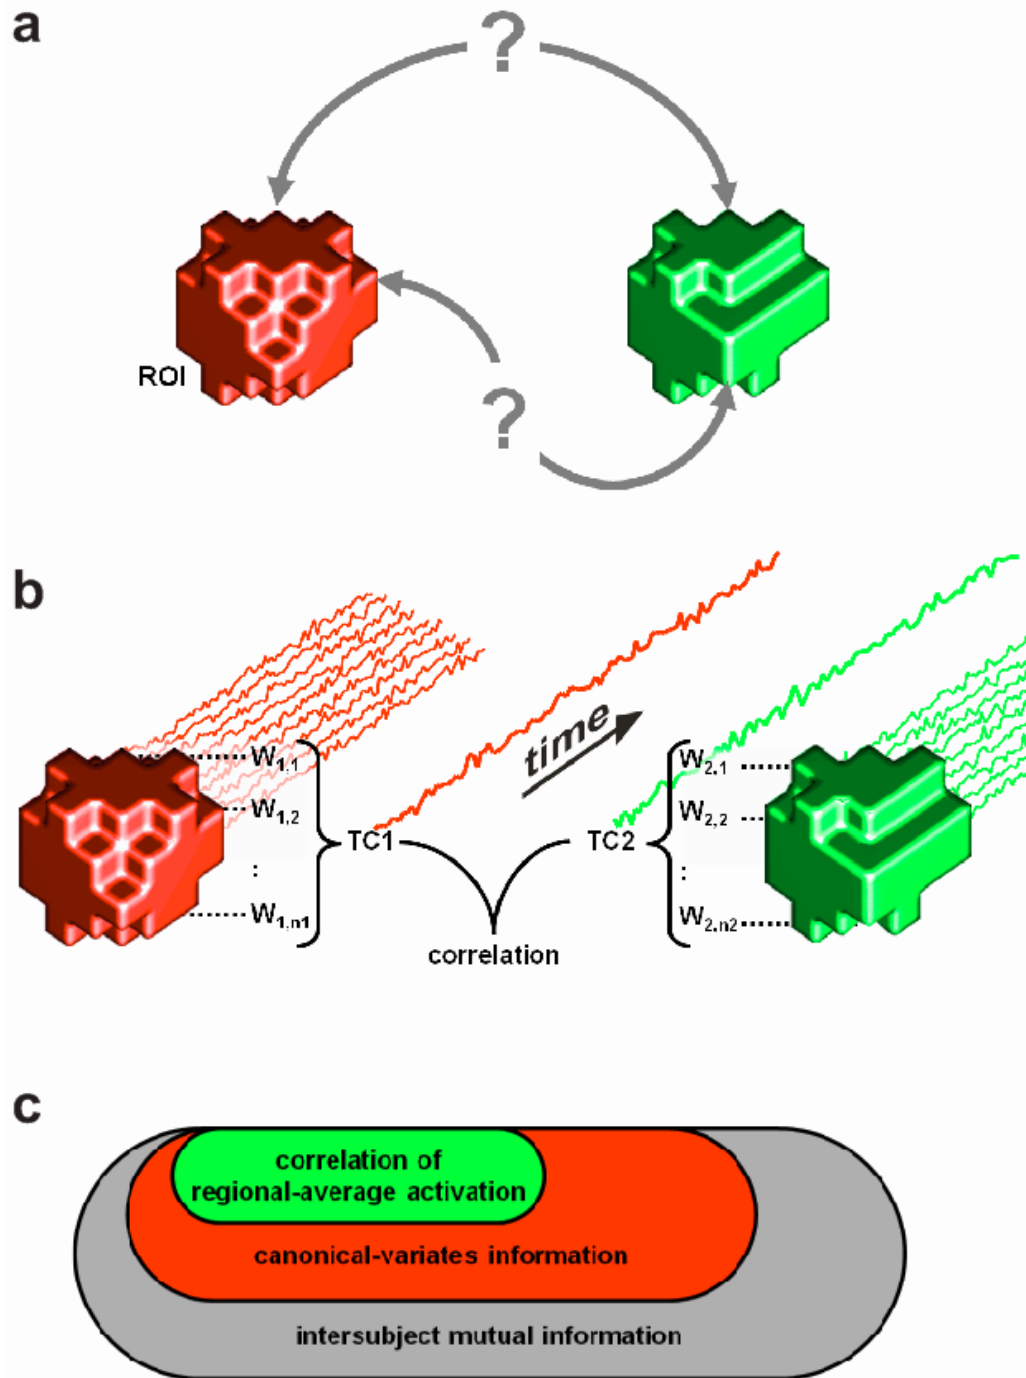 a
?
ROI
?
b
time
W1,1
W1,2
:
W1,n1
TC1
TC2
W2,1
W2,2
:
W2,n2
correlation
c
correlation of
regional-average activation
canonical-variates information
intersubject mutual information